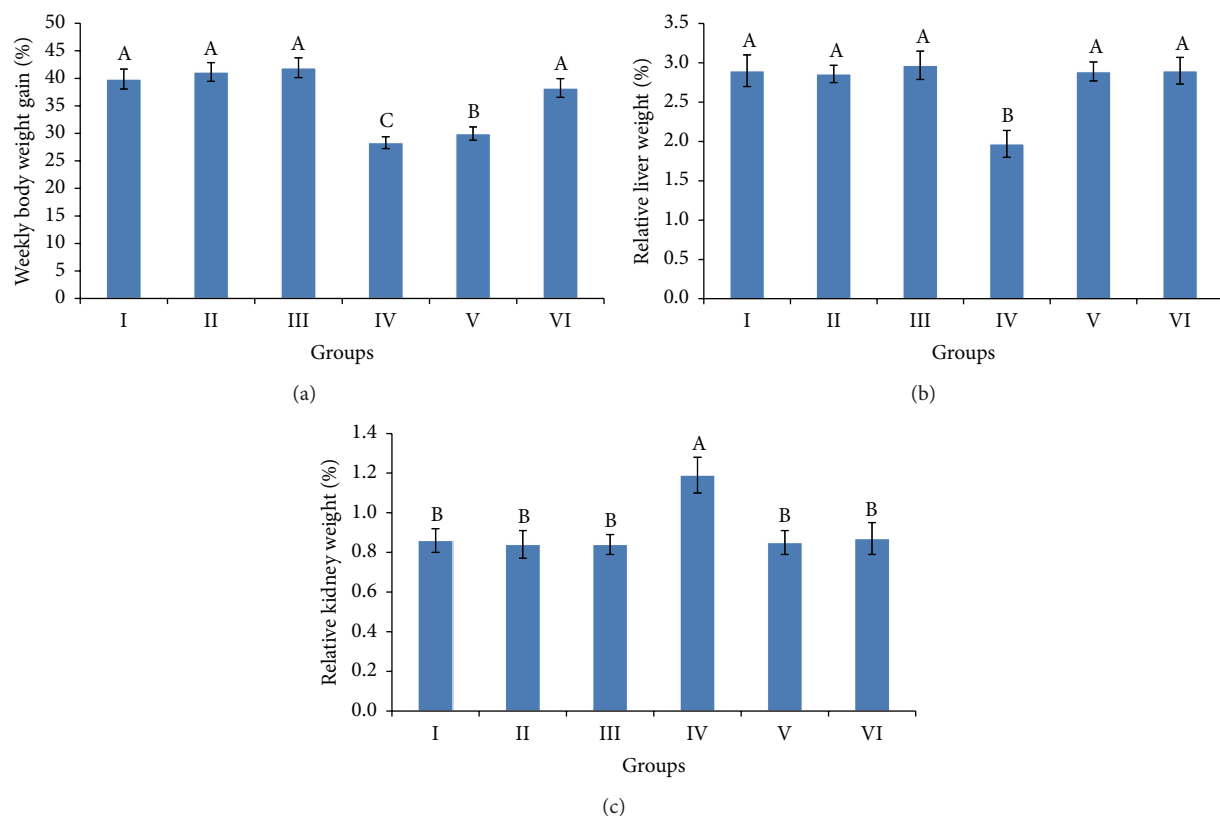 Weekly body weight gain (%)
50
45
40
35
30
25
20
15
10
5
0
A
A
A
C
B
A
I II III IV V VI
Groups
(a)
Relative liver weight (%)
3.5
3.0
2.5
2.0
1.5
1.0
0.5
0.0
A
A
A
B
A
A
I II III IV V VI
Groups
(b)
Relative kidney weight (%)
1.4
1.2
1.0
0.8
0.6
0.4
0.2
0.0
B
B
B
A
B
B
I II III IV V VI
Groups
(c)